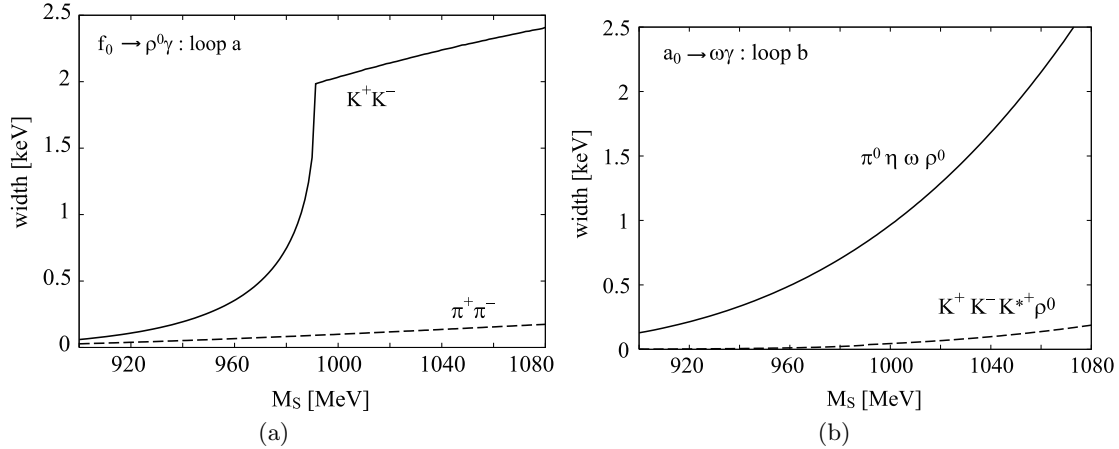 f₀ → ρ⁰γ : loop a
K⁺K⁻
π⁺π⁻
width [keV]
2.5
2
1.5
1
0.5
0
920
960
1000
1040
1080
M_S [MeV]
(a)
a₀ → ωγ : loop b
π⁰ η ω ρ⁰
K⁺ K⁻ K*⁺ ρ⁰
width [keV]
2.5
2
1.5
1
0.5
0
920
960
1000
1040
1080
M_S [MeV]
(b)